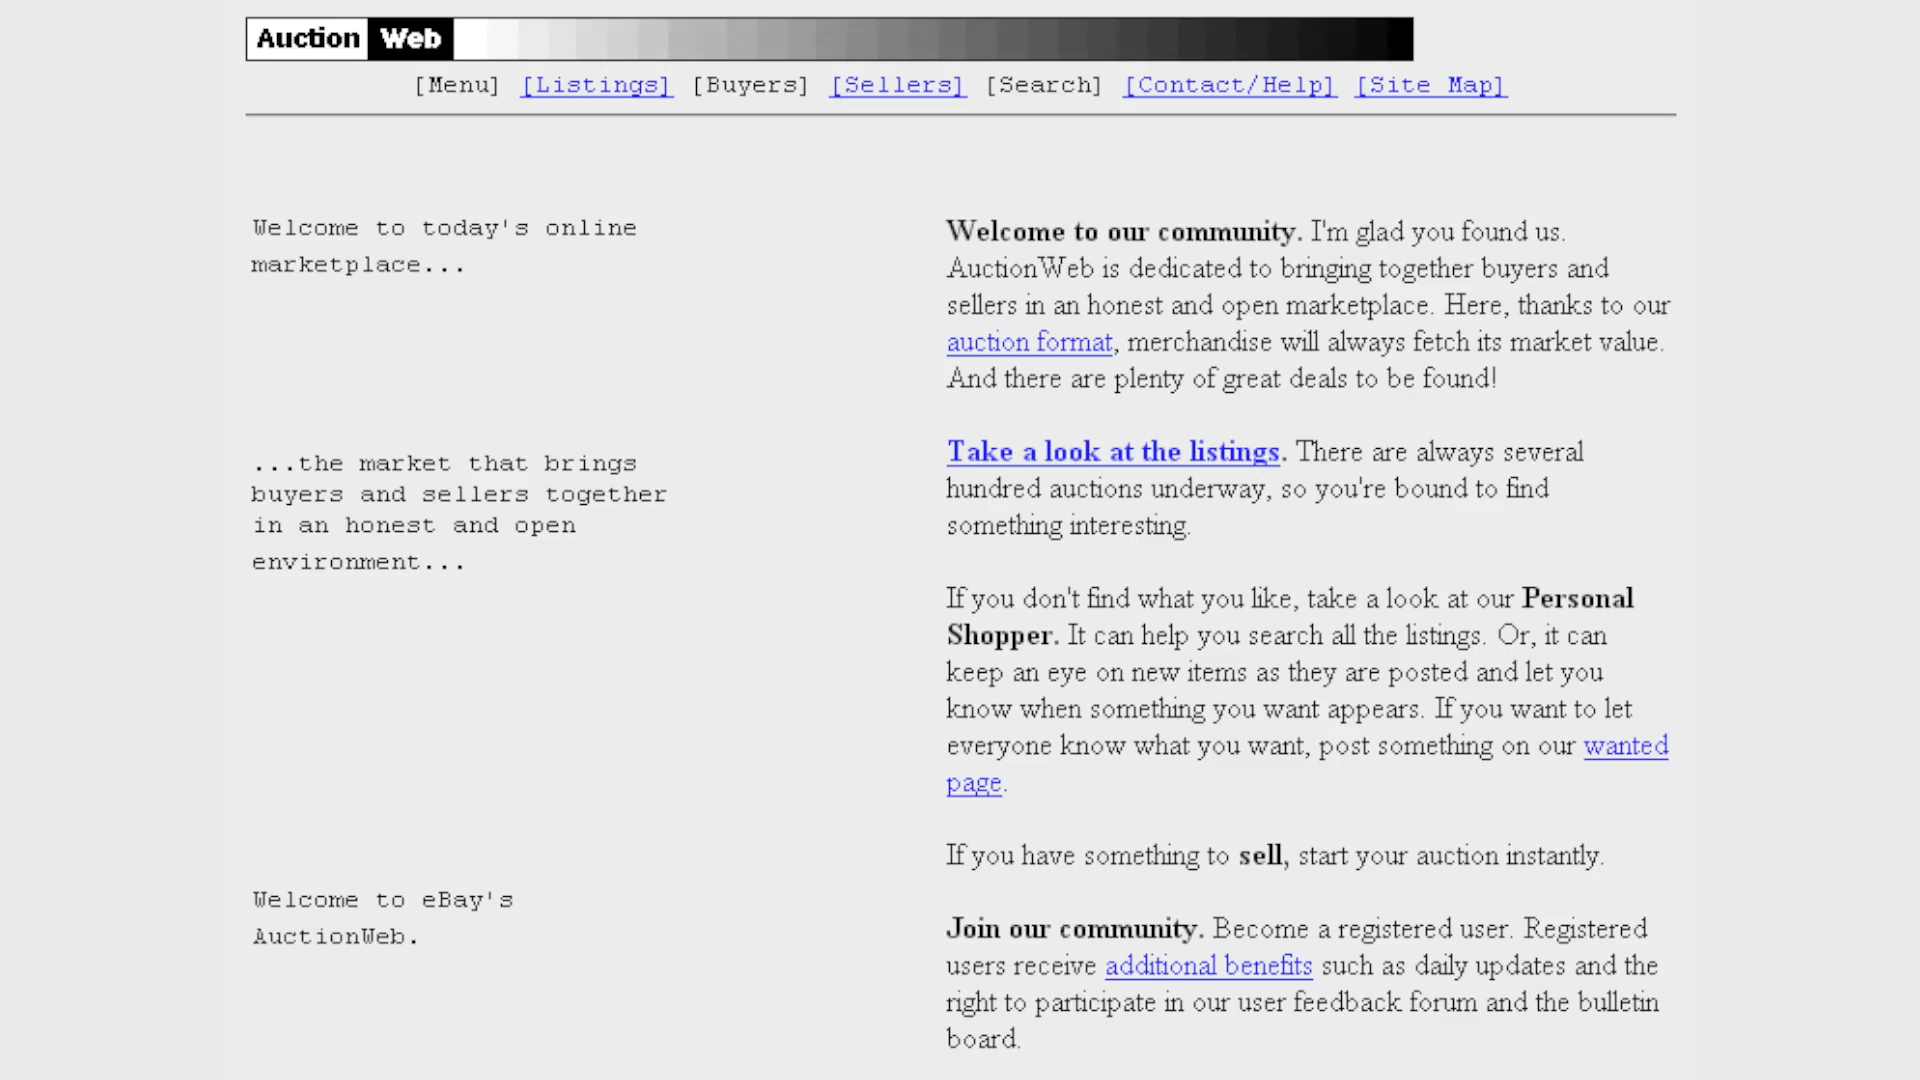 Auction Web
[Menu] [Listings] [Buyers] [Sellers] [Search] [Contact/Help] [Site Map]
Welcome to today's online
marketplace...
...the market that brings
buyers and sellers together
in an honest and open
environment...
Welcome to eBay's
AuctionWeb.
Welcome to our community. I'm glad you found us.
AuctionWeb is dedicated to bringing together buyers and
sellers in an honest and open marketplace. Here, thanks to our
auction format, merchandise will always fetch its market value.
And there are plenty of great deals to be found!
Take a look at the listings. There are always several
hundred auctions underway, so you're bound to find
something interesting.
If you don't find what you like, take a look at our Personal
Shopper. It can help you search all the listings. Or, it can
keep an eye on new items as they are posted and let you
know when something you want appears. If you want to let
everyone know what you want, post something on our wanted
page.
If you have something to sell, start your auction instantly.
Join our community. Become a registered user. Registered
users receive additional benefits such as daily updates and the
right to participate in our user feedback forum and the bulletin
board.